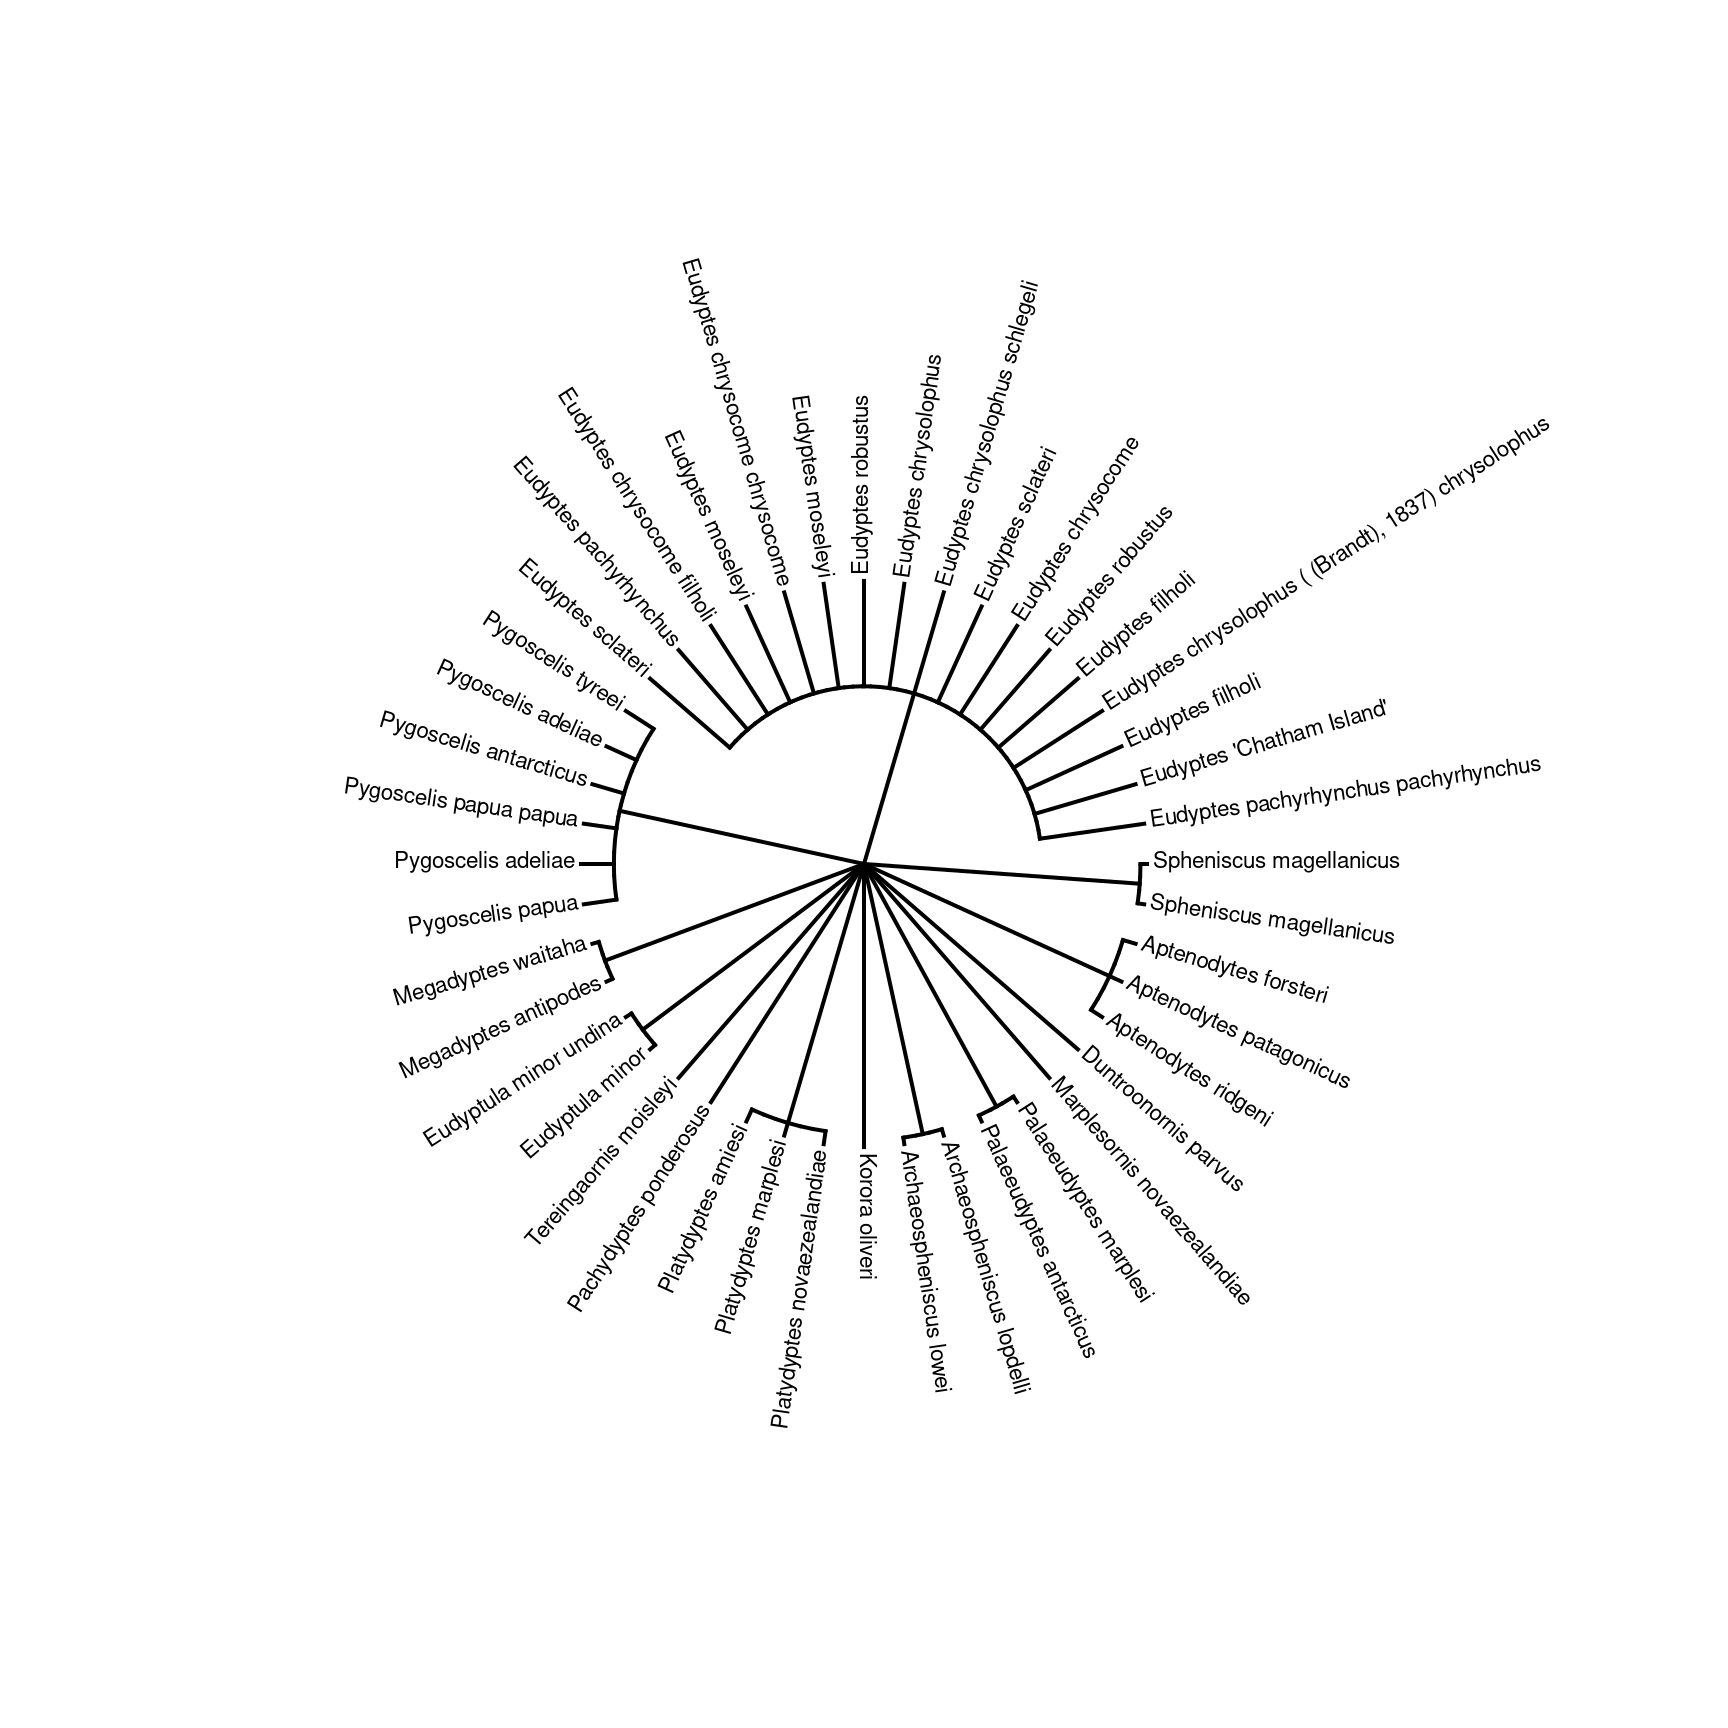 Eudyptes chrysocome chrysocome
Eudyptes moseleyi
Eudyptes robustus
Eudyptes chrysolophus
Eudyptes chrysolophus schlegeli
Eudyptes sclateri
Eudyptes chrysocome
Eudyptes robustus
Eudyptes filholi
Eudyptes chrysolophus ( (Brandt), 1837) chrysolophus
Eudyptes filholi
Eudyptes 'Chatham Island'
Eudyptes pachyrhynchus pachyrhynchus
Spheniscus magellanicus
Spheniscus magellanicus
Aptenodytes forsteri
Aptenodytes patagonicus
Aptenodytes ridgeni
Duntroonornis parvus
Marplesornis novaezealandiae
Palaeeudyptes marplesi
Palaeeudyptes antarcticus
Archaeospheniscus lopdelli
Archaeospheniscus lowei
Korora oliveri
Platydyptes novaezealandiae
Platydyptes marplesi
Platydyptes amiesi
Pachydyptes ponderosus
Tereingaornis moisleyi
Eudyptula minor
Eudyptula minor undina
Megadyptes antipodes
Megadyptes waitaha
Pygoscelis papua
Pygoscelis adeliae
Pygoscelis papua papua
Pygoscelis antarcticus
Pygoscelis adeliae
Pygoscelis tyreei
Eudyptes sclateri
Eudyptes pachyrhynchus
Eudyptes chrysocome filholi
Eudyptes moseleyi